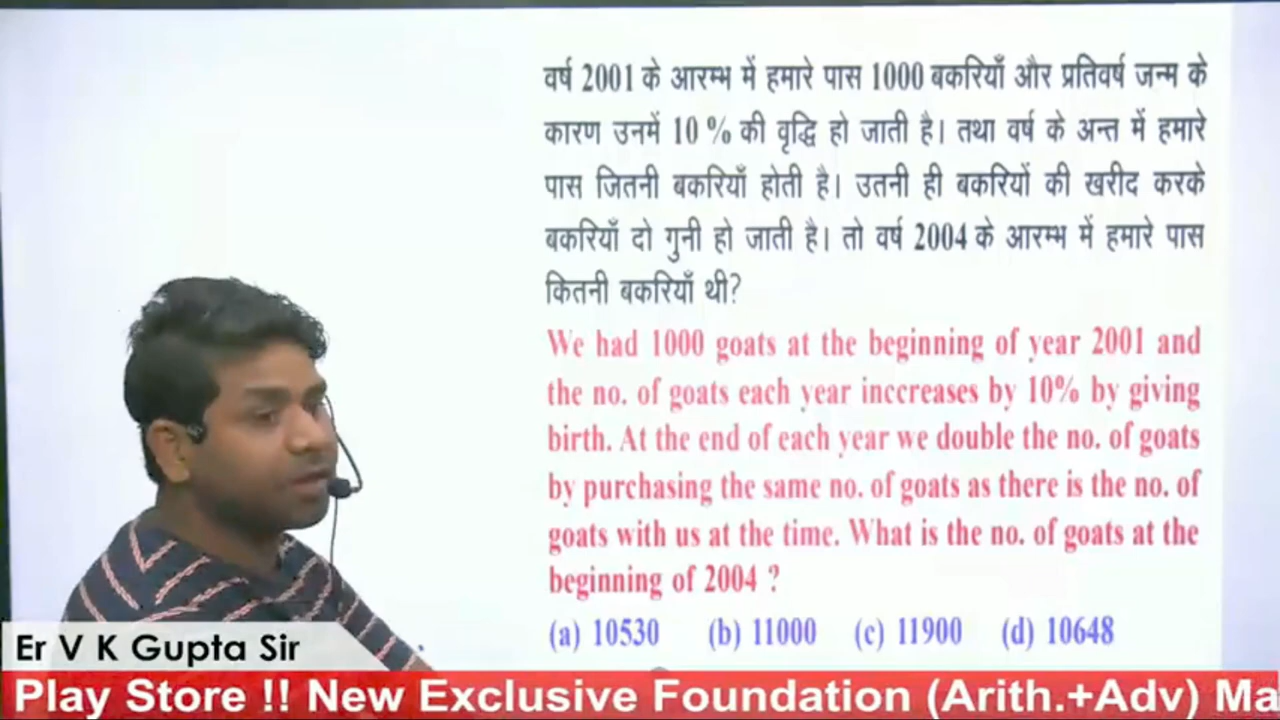 वर्ष 2001 के आरम्भ में हमारे पास 1000 बकरियाँ और प्रतिवर्ष जन्म के
कारण उनमें 10 % की वृद्धि हो जाती है। तथा वर्ष के अन्त में हमारे
पास जितनी बकरियाँ होती है। उतनी ही बकरियों की खरीद करके
बकरियाँ दो गुनी हो जाती है। तो वर्ष 2004 के आरम्भ में हमारे पास
कितनी बकरियाँ थी?
We had 1000 goats at the beginning of year 2001 and
the no. of goats each year inccreases by 10% by giving
birth. At the end of each year we double the no. of goats
by purchasing the same no. of goats as there is the no. of
goats with us at the time. What is the no. of goats at the
beginning of 2004 ?
(a) 10530 (b) 11000 (c) 11900 (d) 10648
Er V K Gupta Sir
Play Store !! New Exclusive Foundation (Arith.+Adv) Ma